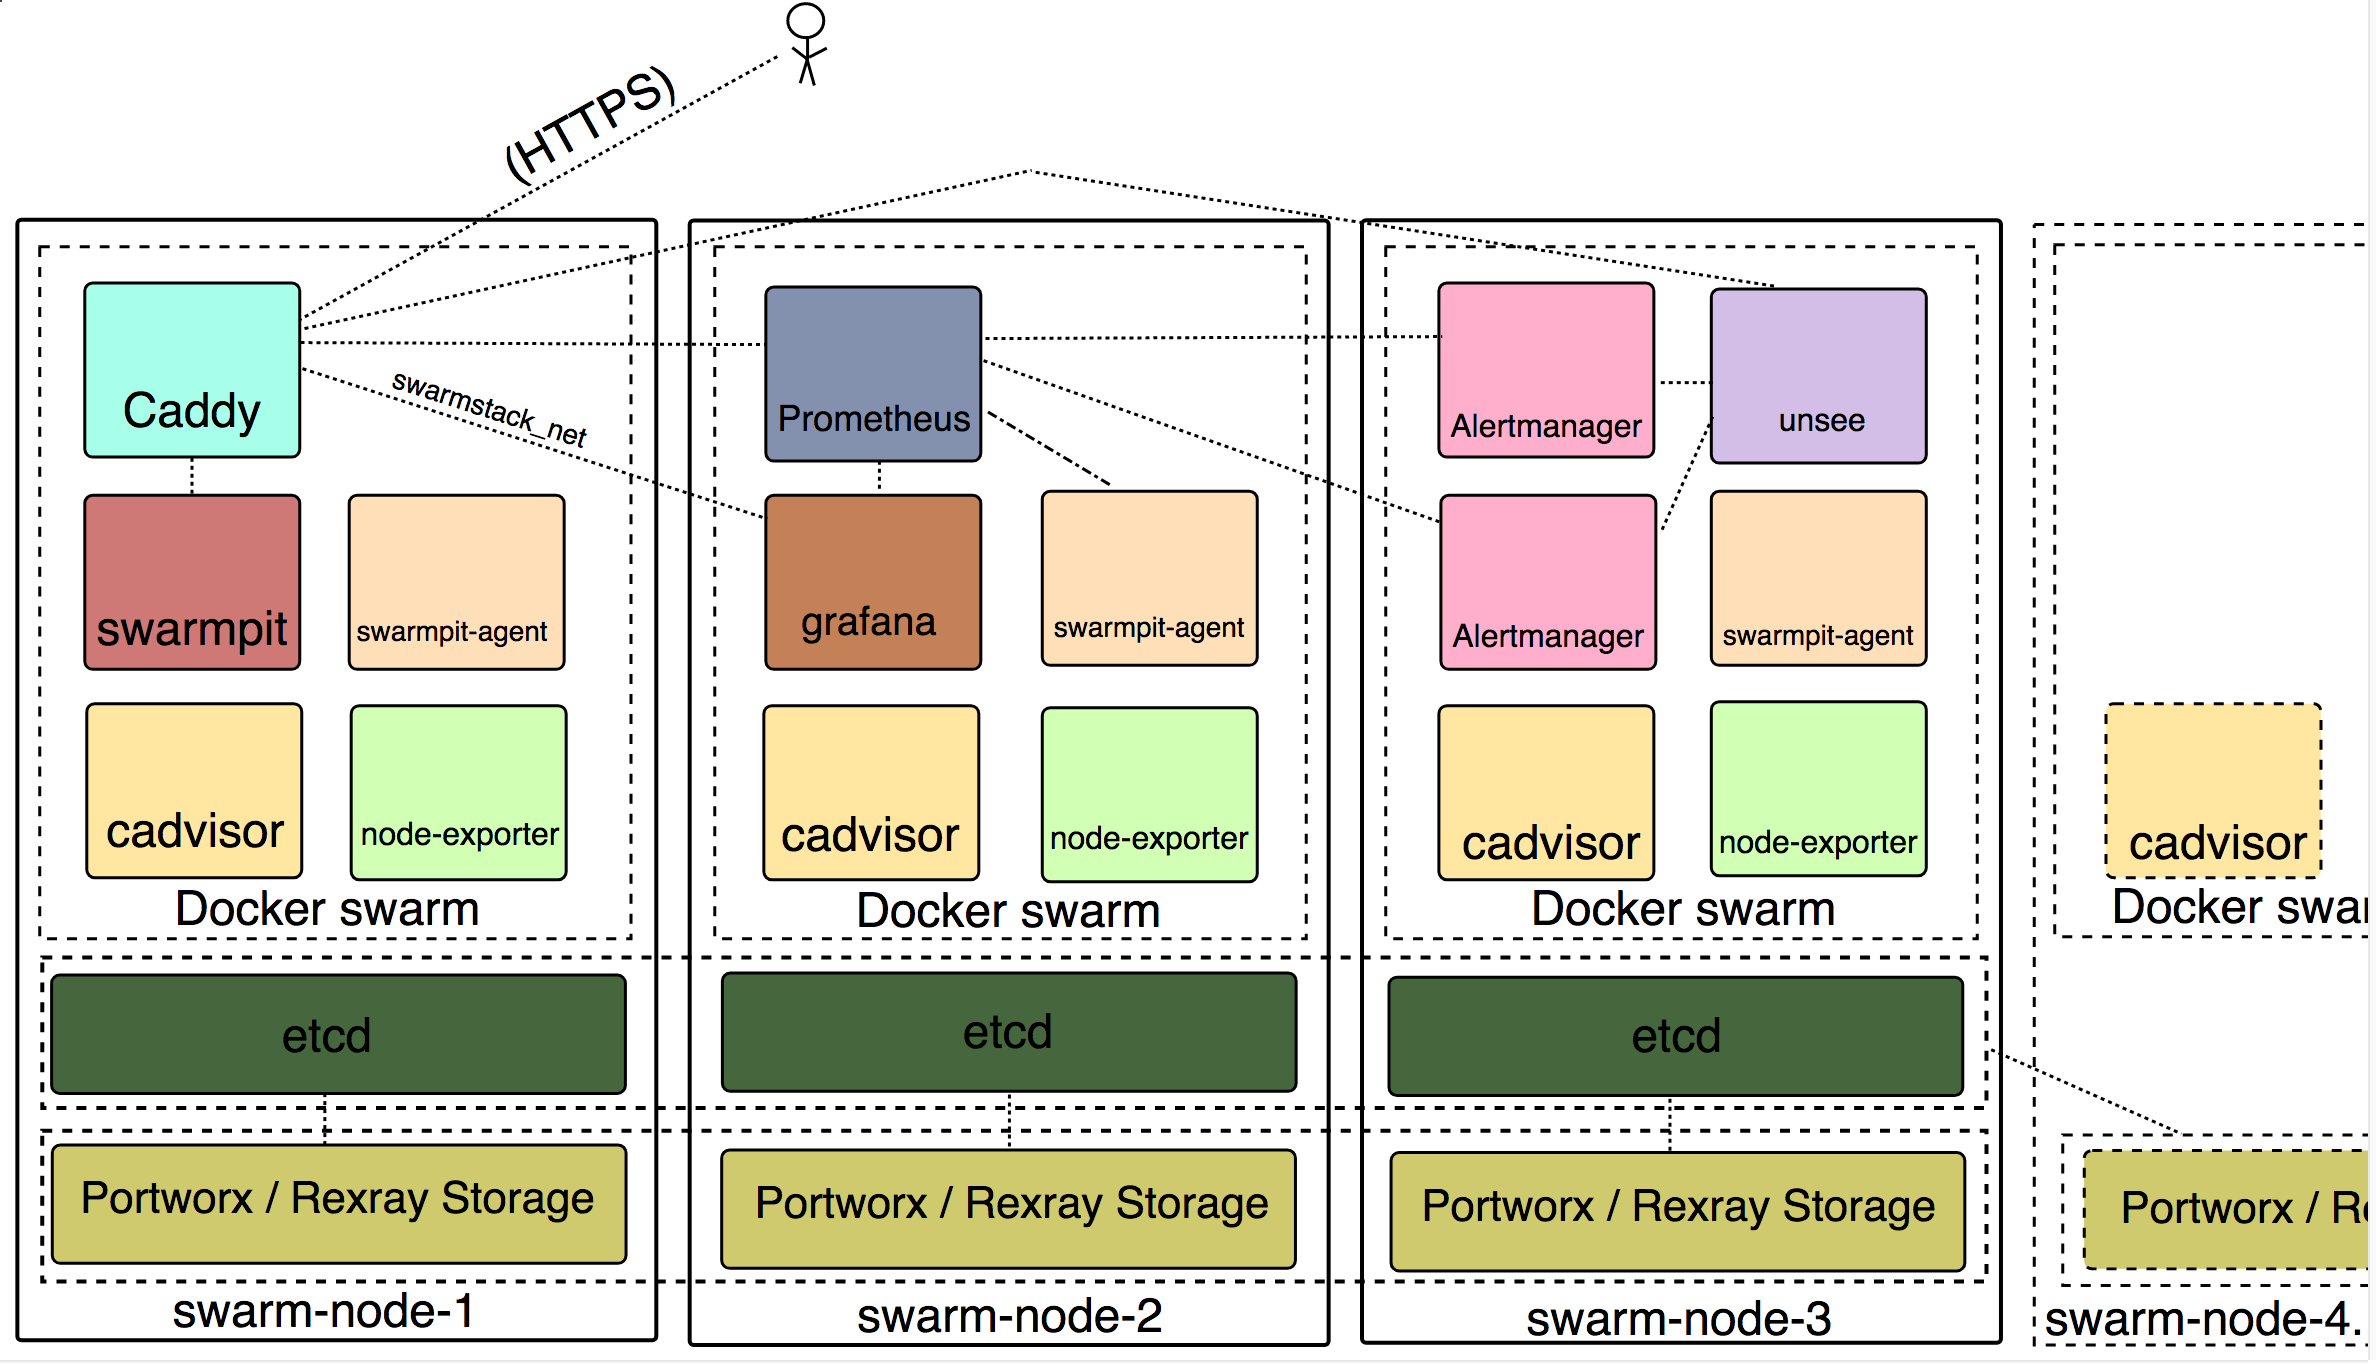 (HTTPS)
swarmstack_net
Caddy
swarmpit
swarmpit-agent
cadvisor
node-exporter
Docker swarm
etcd
Portworx / Rexray Storage
swarm-node-1
Prometheus
grafana
swarmpit-agent
cadvisor
node-exporter
Docker swarm
etcd
Portworx / Rexray Storage
swarm-node-2
Alertmanager
unsee
Alertmanager
swarmpit-agent
cadvisor
node-exporter
Docker swarm
etcd
Portworx / Rexray Storage
swarm-node-3
cadvisor
Docker swar
Portworx / Re
swarm-node-4.